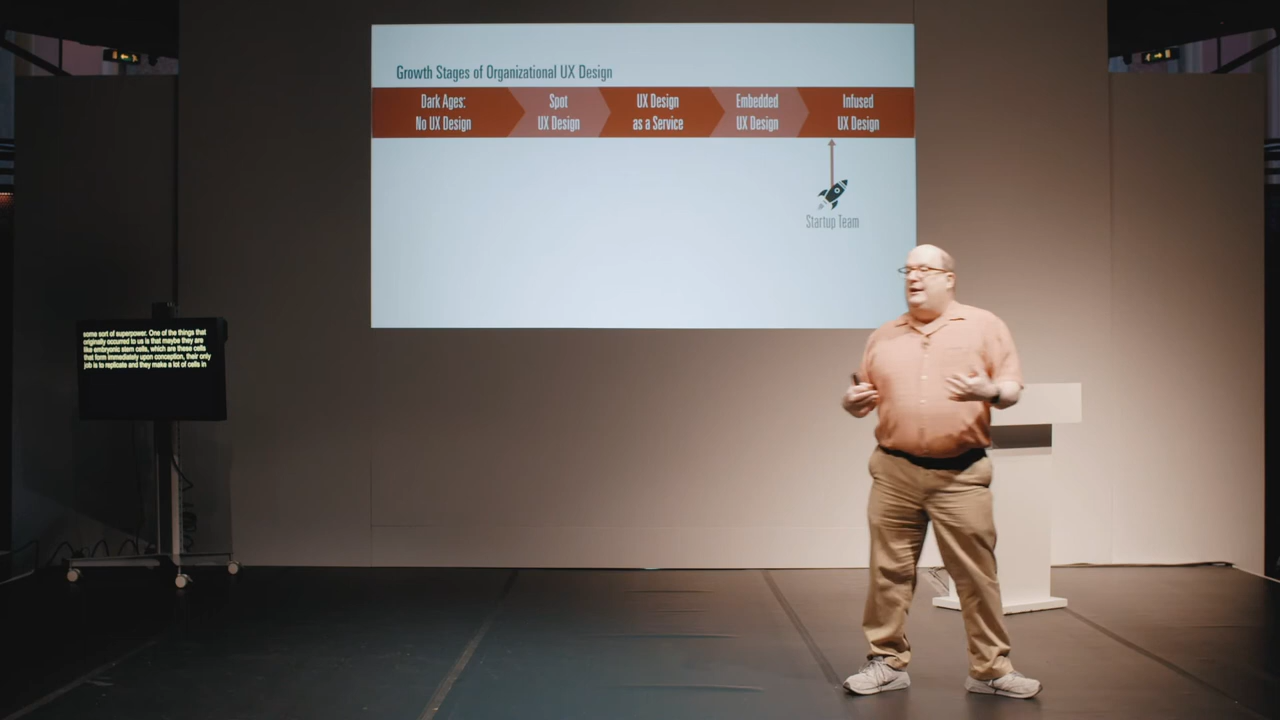 Growth Stages of Organizational UX Design
Dark Ages:
No UX Design
Spot
UX Design
UX Design
as a Service
Embedded
UX Design
Infused
UX Design
Startup Team
some sort of superpower. One of the things that
originally occurred to us is that maybe they are
like embryonic stem cells, which are these cells
that form immediately upon conception, their only
job is to replicate and they make a lot of cells in